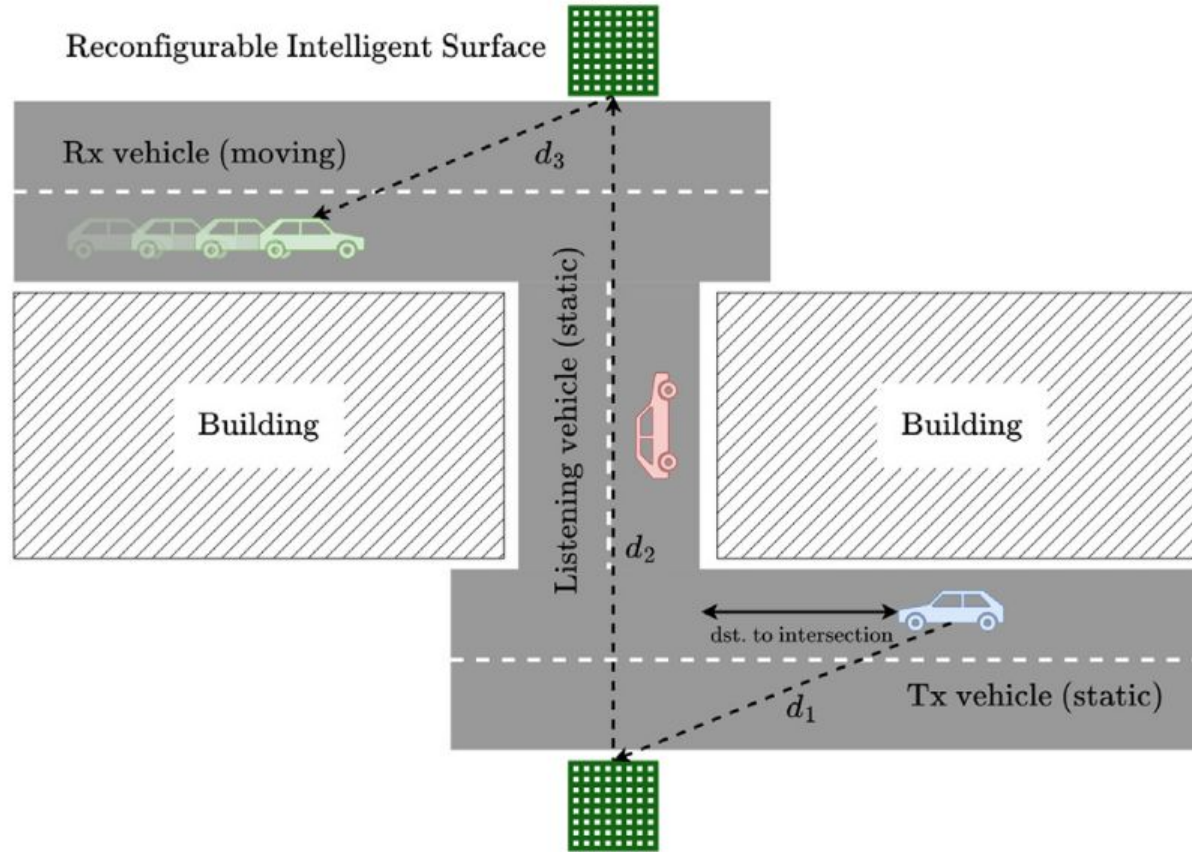 Reconfigurable Intelligent Surface
Rx vehicle (moving)
d₃
Listening vehicle (static)
Building
Building
d₂
dst. to intersection
Tx vehicle (static)
d₁